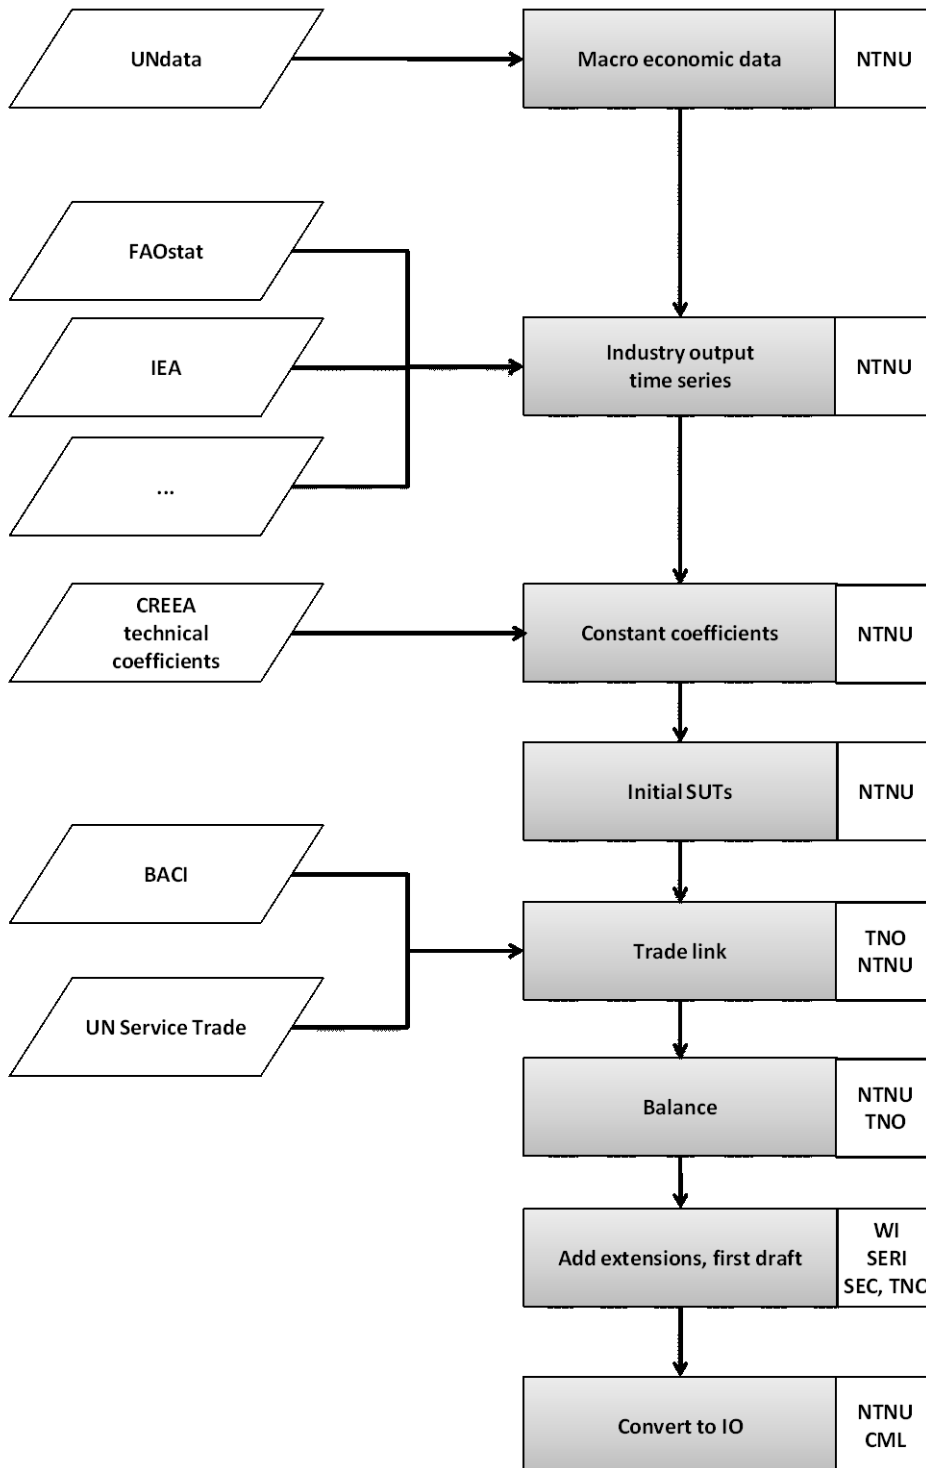 UNdata
Macro economic data
NTNU
FAOstat
IEA
Industry output
time series
NTNU
...
CREEA
technical
coefficients
Constant coefficients
NTNU
Initial SUTs
NTNU
BACI
Trade link
TNO
NTNU
UN Service Trade
Balance
NTNU
TNO
Add extensions, first draft
WI
SERI
SEC, TNO
Convert to IO
NTNU
CML